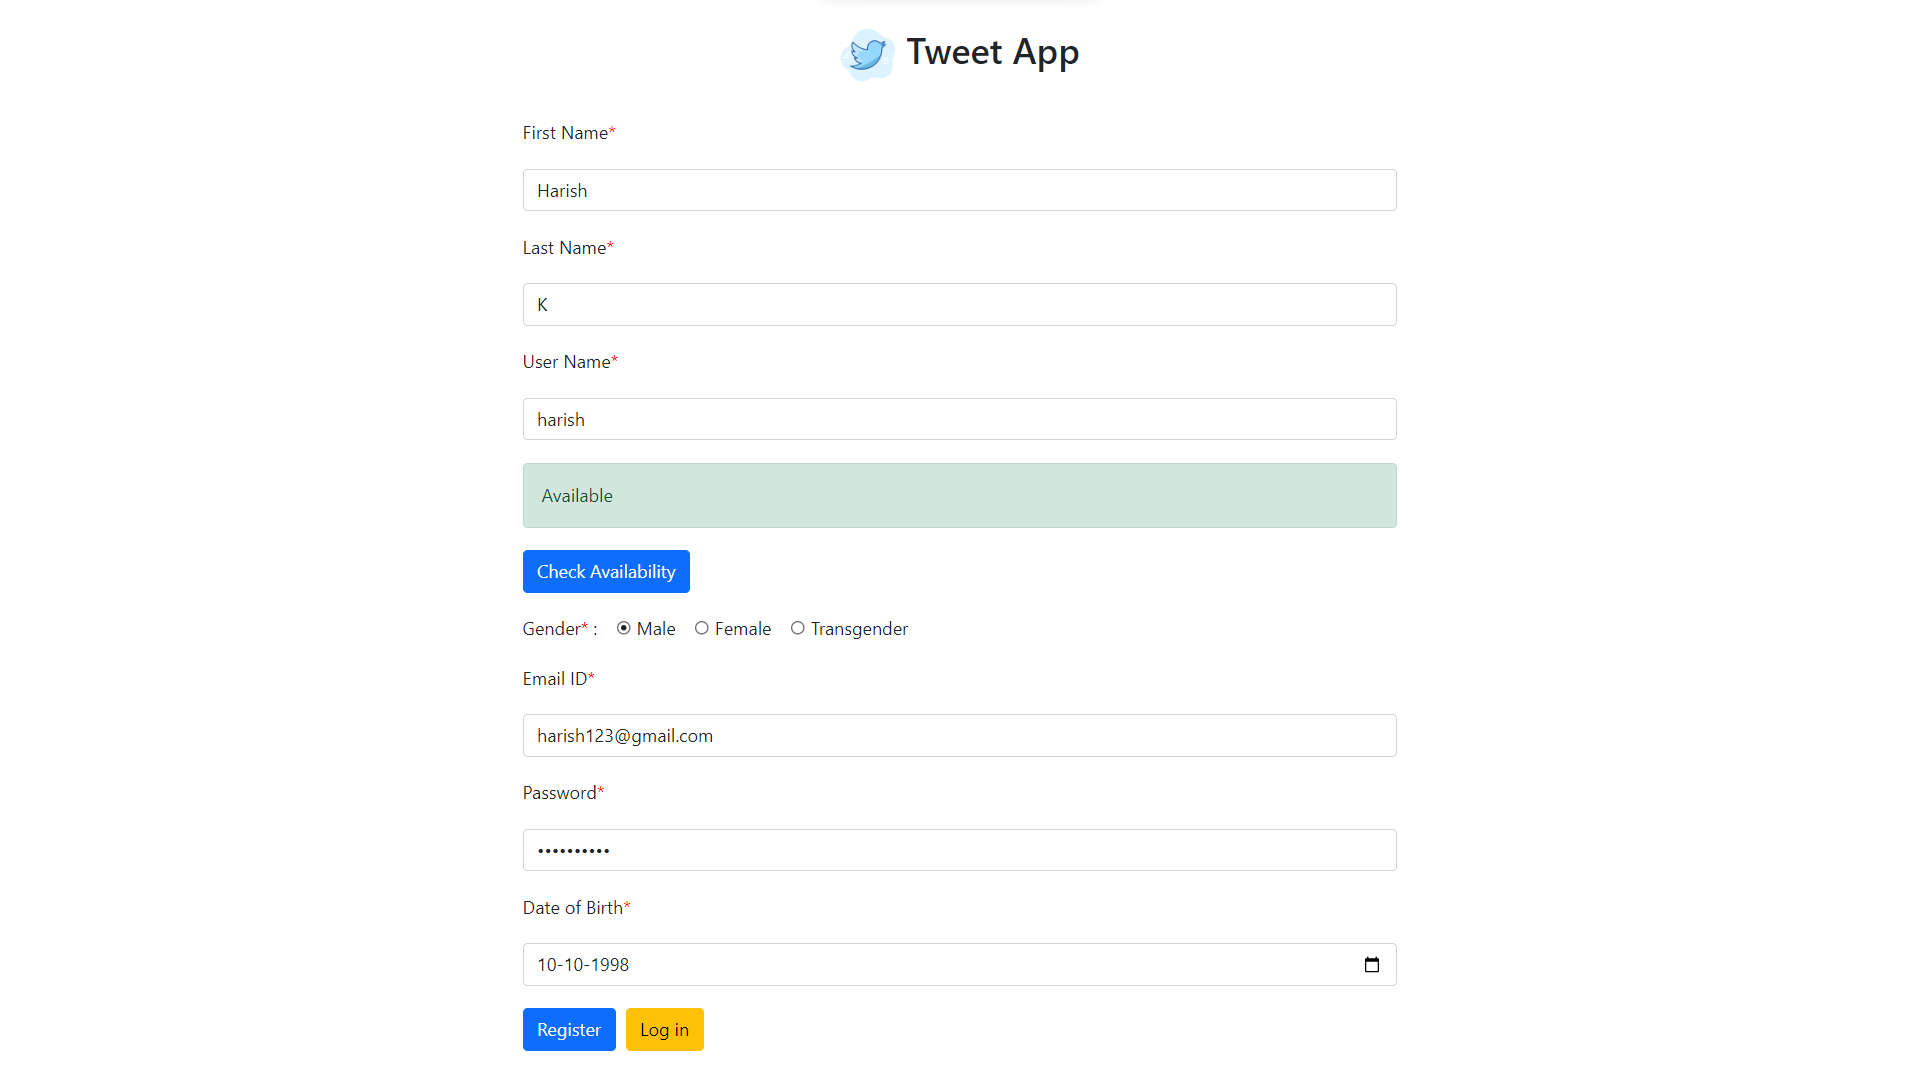 Tweet App
First Name*
Harish
Last Name*
K
User Name*
harish
Available
Check Availability
Gender* : Male Female Transgender
Email ID*
harish123@gmail.com
Password*
••••••••••
Date of Birth*
10-10-1998
Register Log in